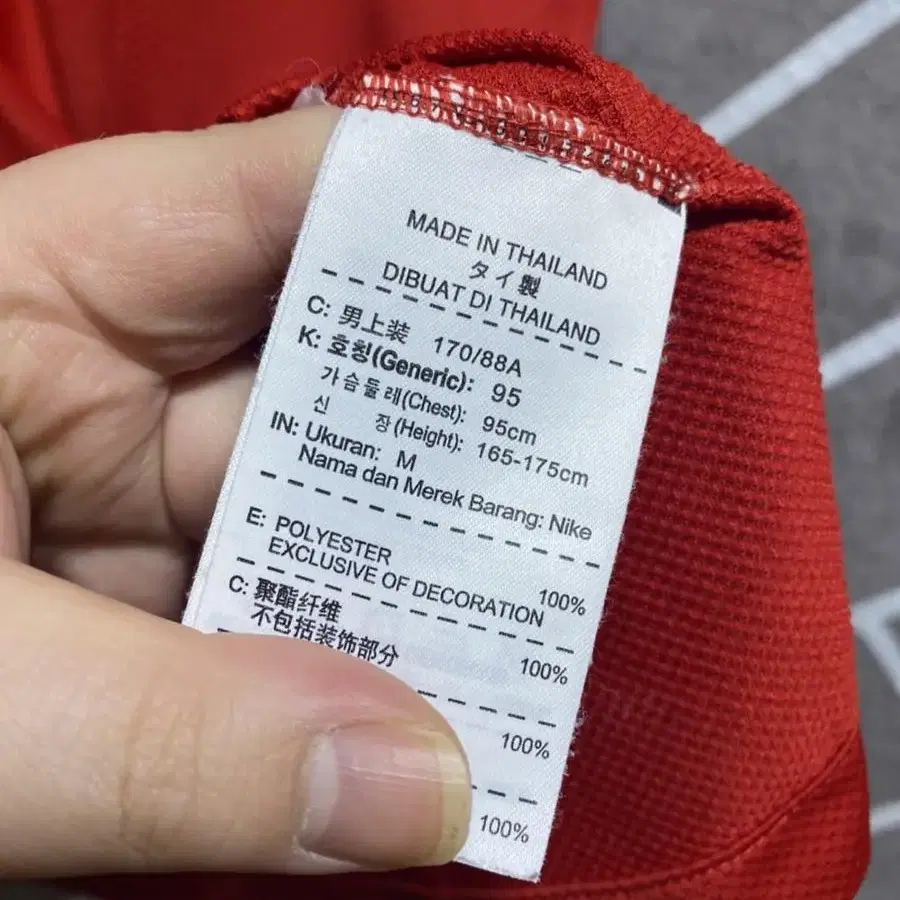 MADE IN THAILAND
タイ製
DIBUAT DI THAILAND
C: 男上装 170/88A
K: 호칭(Generic): 95
가슴둘레(Chest): 95cm
신 장(Height): 165-175cm
IN: Ukuran: M
Nama dan Merek Barang: Nike
E: POLYESTER 100%
EXCLUSIVE OF DECORATION
C: 聚酯纤维 100%
不包括装饰部分
100%
100%